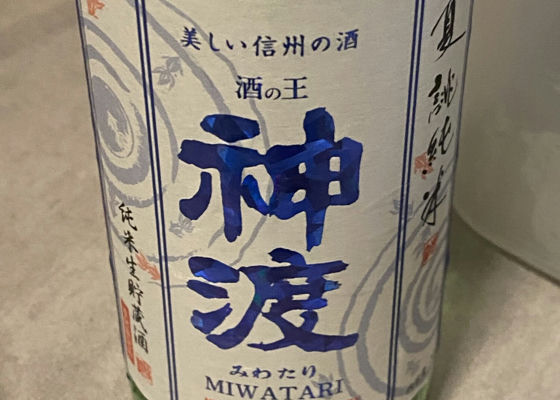 美しい信州の酒
酒の王
神渡
みわたり
MIWATARI
夏誂純米
純米生貯蔵酒